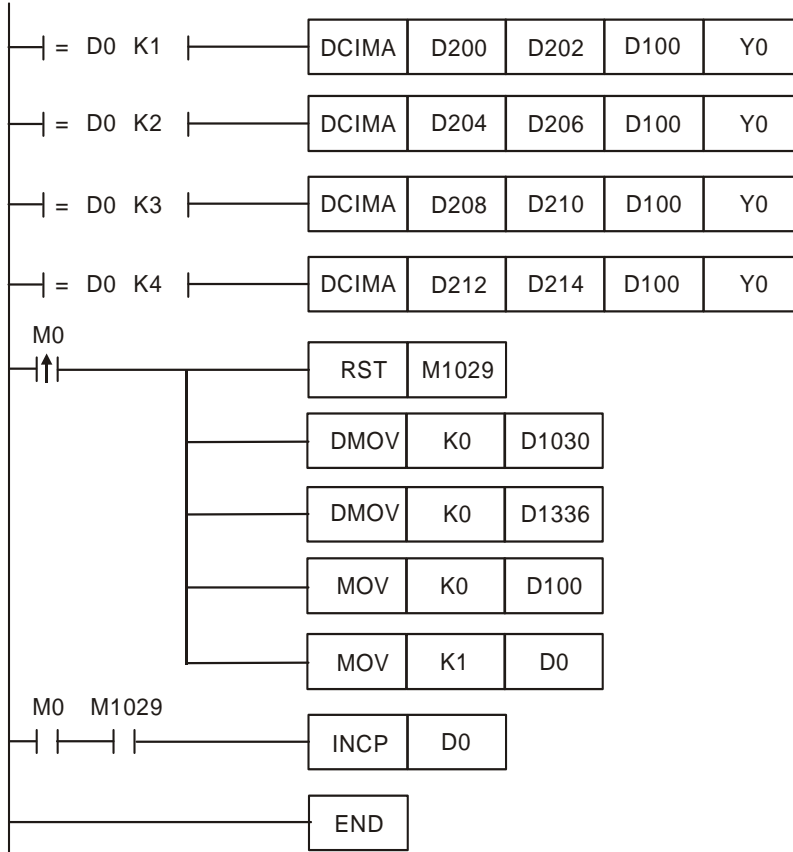 = D0 K1 DCIMA D200 D202 D100 Y0
= D0 K2 DCIMA D204 D206 D100 Y0
= D0 K3 DCIMA D208 D210 D100 Y0
= D0 K4 DCIMA D212 D214 D100 Y0
M0
RST M1029
DMOV K0 D1030
DMOV K0 D1336
MOV K0 D100
MOV K1 D0
M0 M1029
INCP D0
END